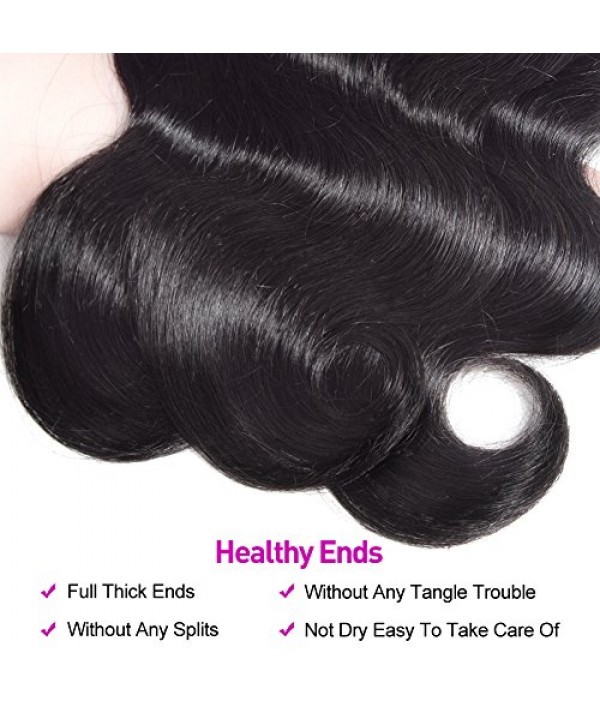 Healthy Ends
✓ Full Thick Ends
✓ Without Any Tangle Trouble
✓ Without Any Splits
✓ Not Dry Easy To Take Care Of